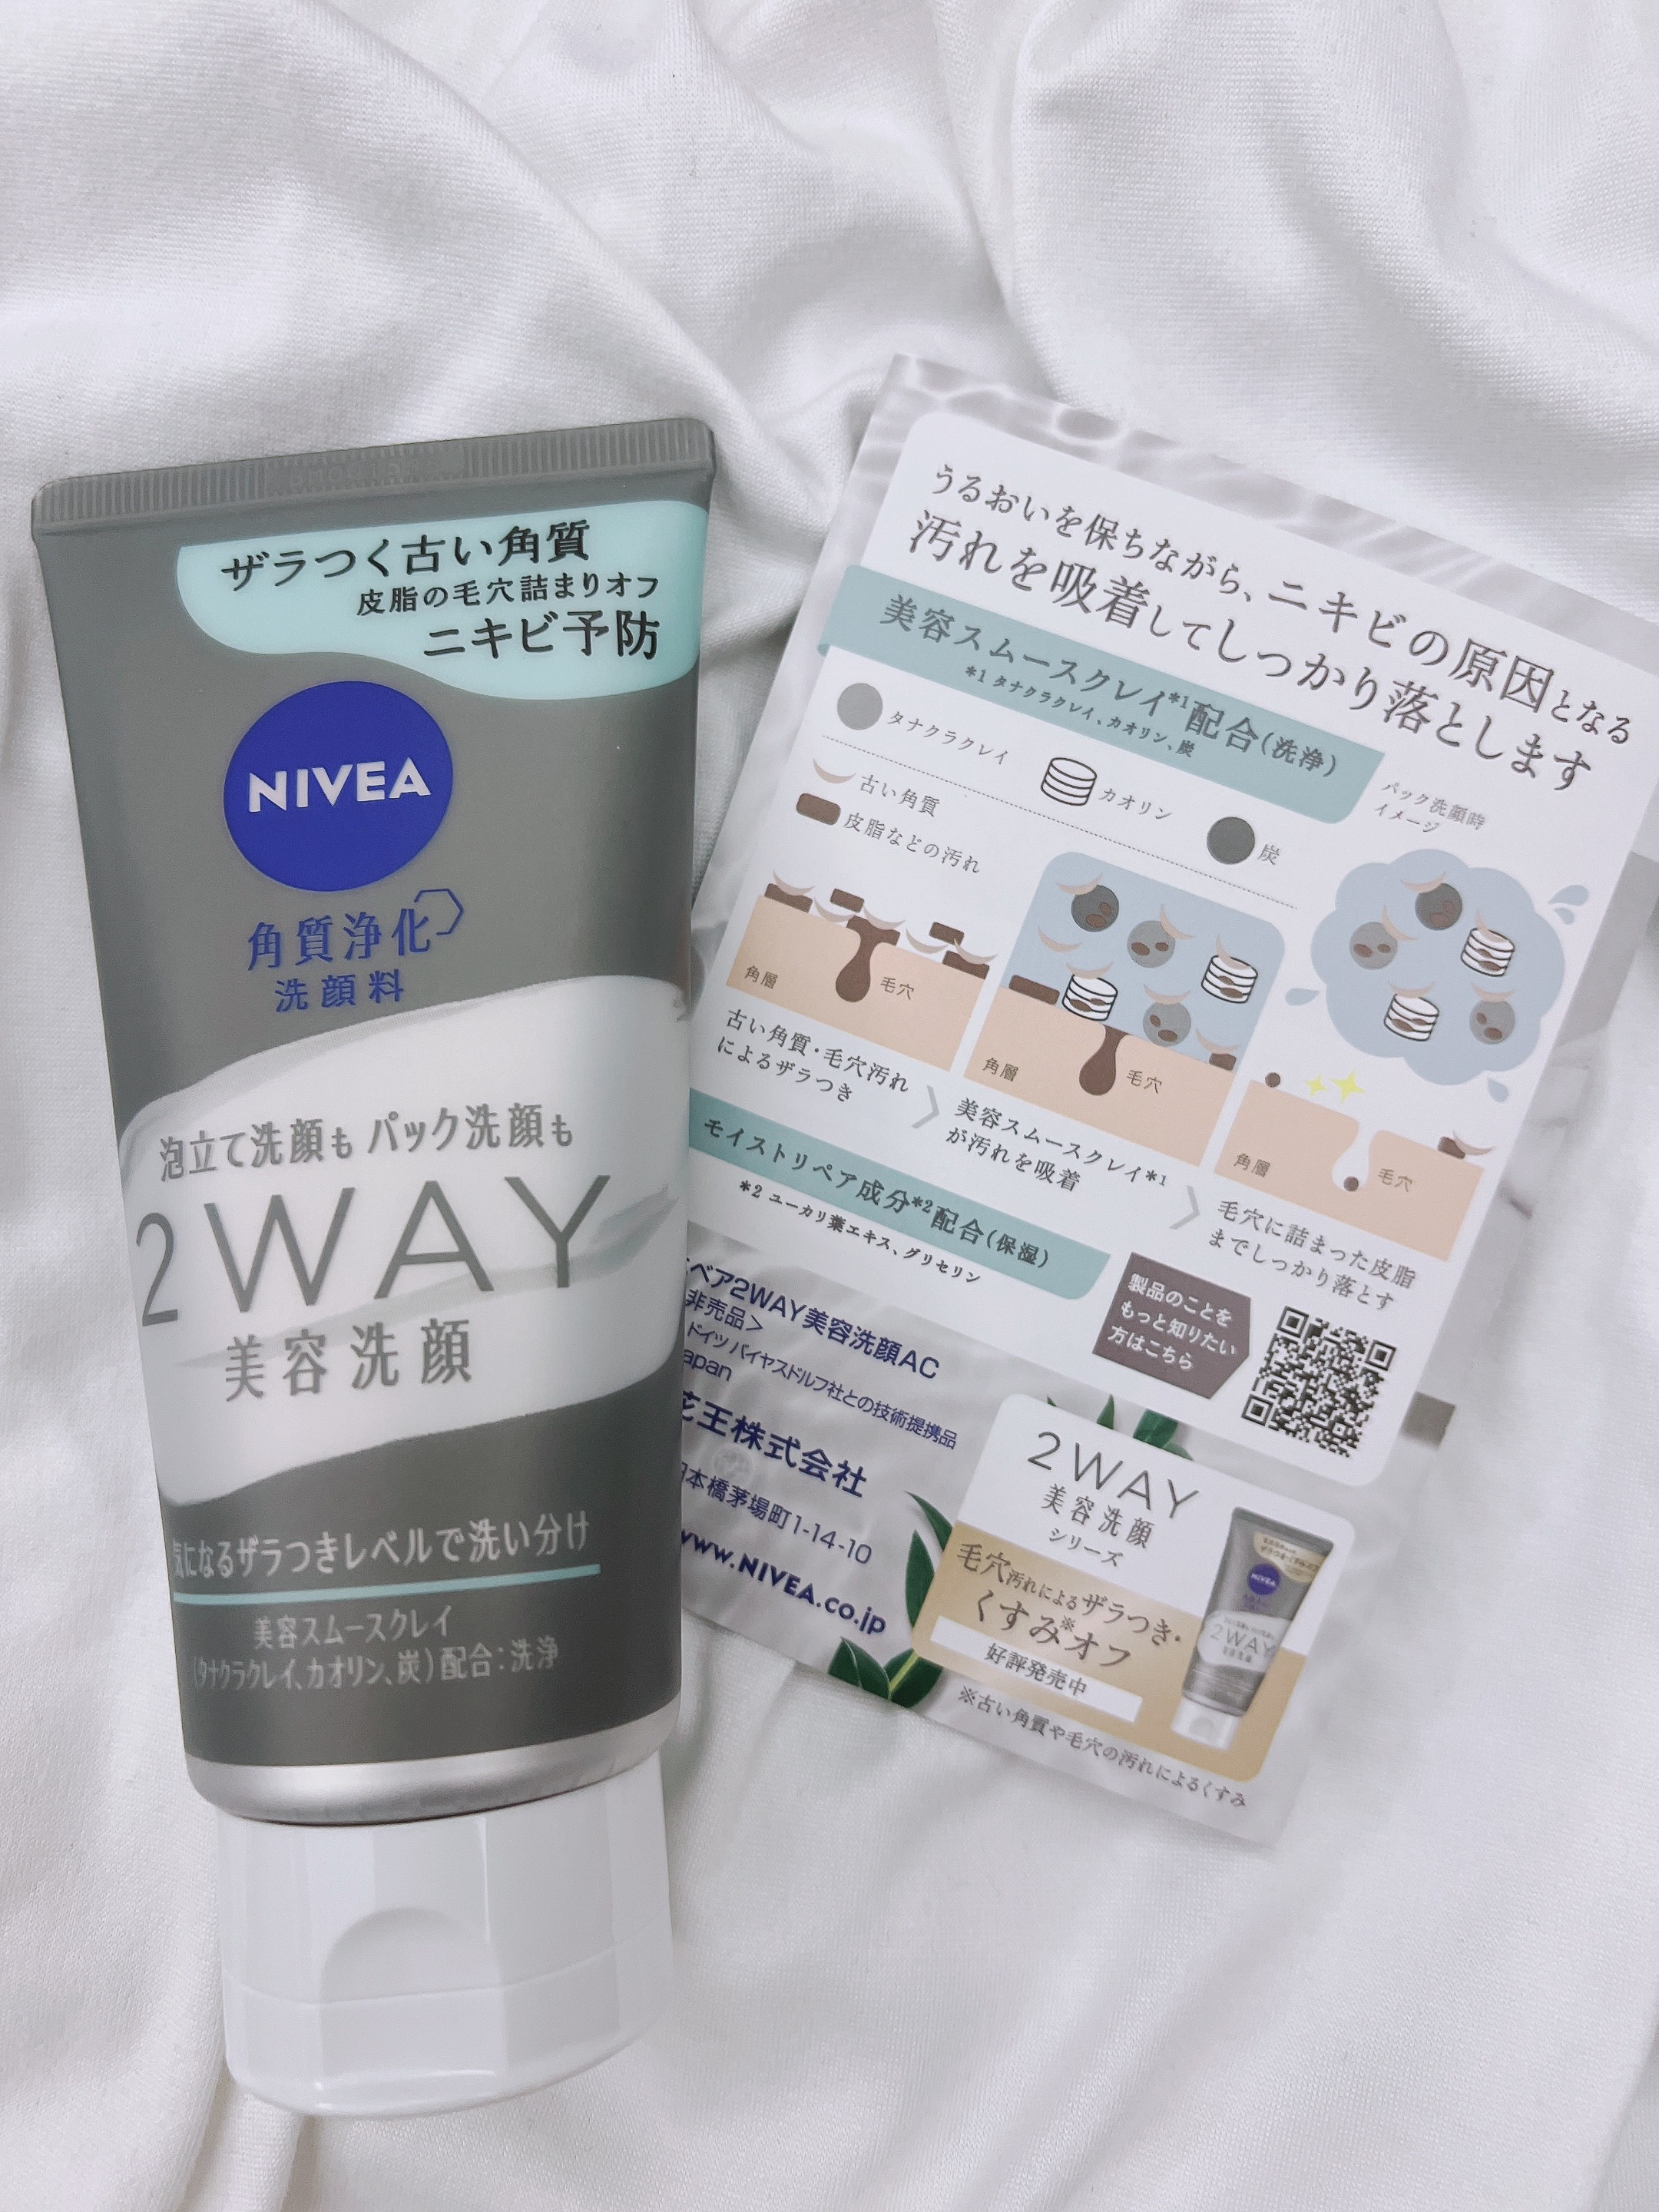 ザラつく古い角質
皮脂の毛穴詰まりオフ
ニキビ予防
NIVEA
角質浄化
洗顔料
泡立て洗顔も パック洗顔も
2WAY
美容洗顔
気になるザラつきレベルで洗い分け
美容スムースクレイ
(タナクラクレイ、カオリン、炭)配合:洗浄
うるおいを保ちながら、ニキビの原因となる
汚れを吸着してしっかり落とします
美容スムースクレイ*1配合(洗浄)
*1 タナクラクレイ、カオリン、炭
タナクラクレイ
カオリン
炭
パック洗顔時
イメージ
古い角質
皮脂などの汚れ
角層
毛穴
角層
毛穴
角層
毛穴
古い角質・毛穴汚れ
によるザラつき
美容スムースクレイ*1
が汚れを吸着
毛穴に詰まった皮脂
までしっかり落とす
モイストリペア成分*2配合(保湿)
*2 ユーカリ葉エキス、グリセリン
製品のことを
もっと知りたい
方はこちら
ベア2WAY美容洗顔AC
非売品>
ドイツ バイヤスドルフ社との技術提携品
apan
王株式会社
本橋茅場町1-14-10
www.NIVEA.co.jp
2WAY
美容洗顔
シリーズ
毛穴汚れによるザラつき・
くすみ※オフ
好評発売中
※古い角質や毛穴の汚れによるくすみ
NIVEA
2WAY